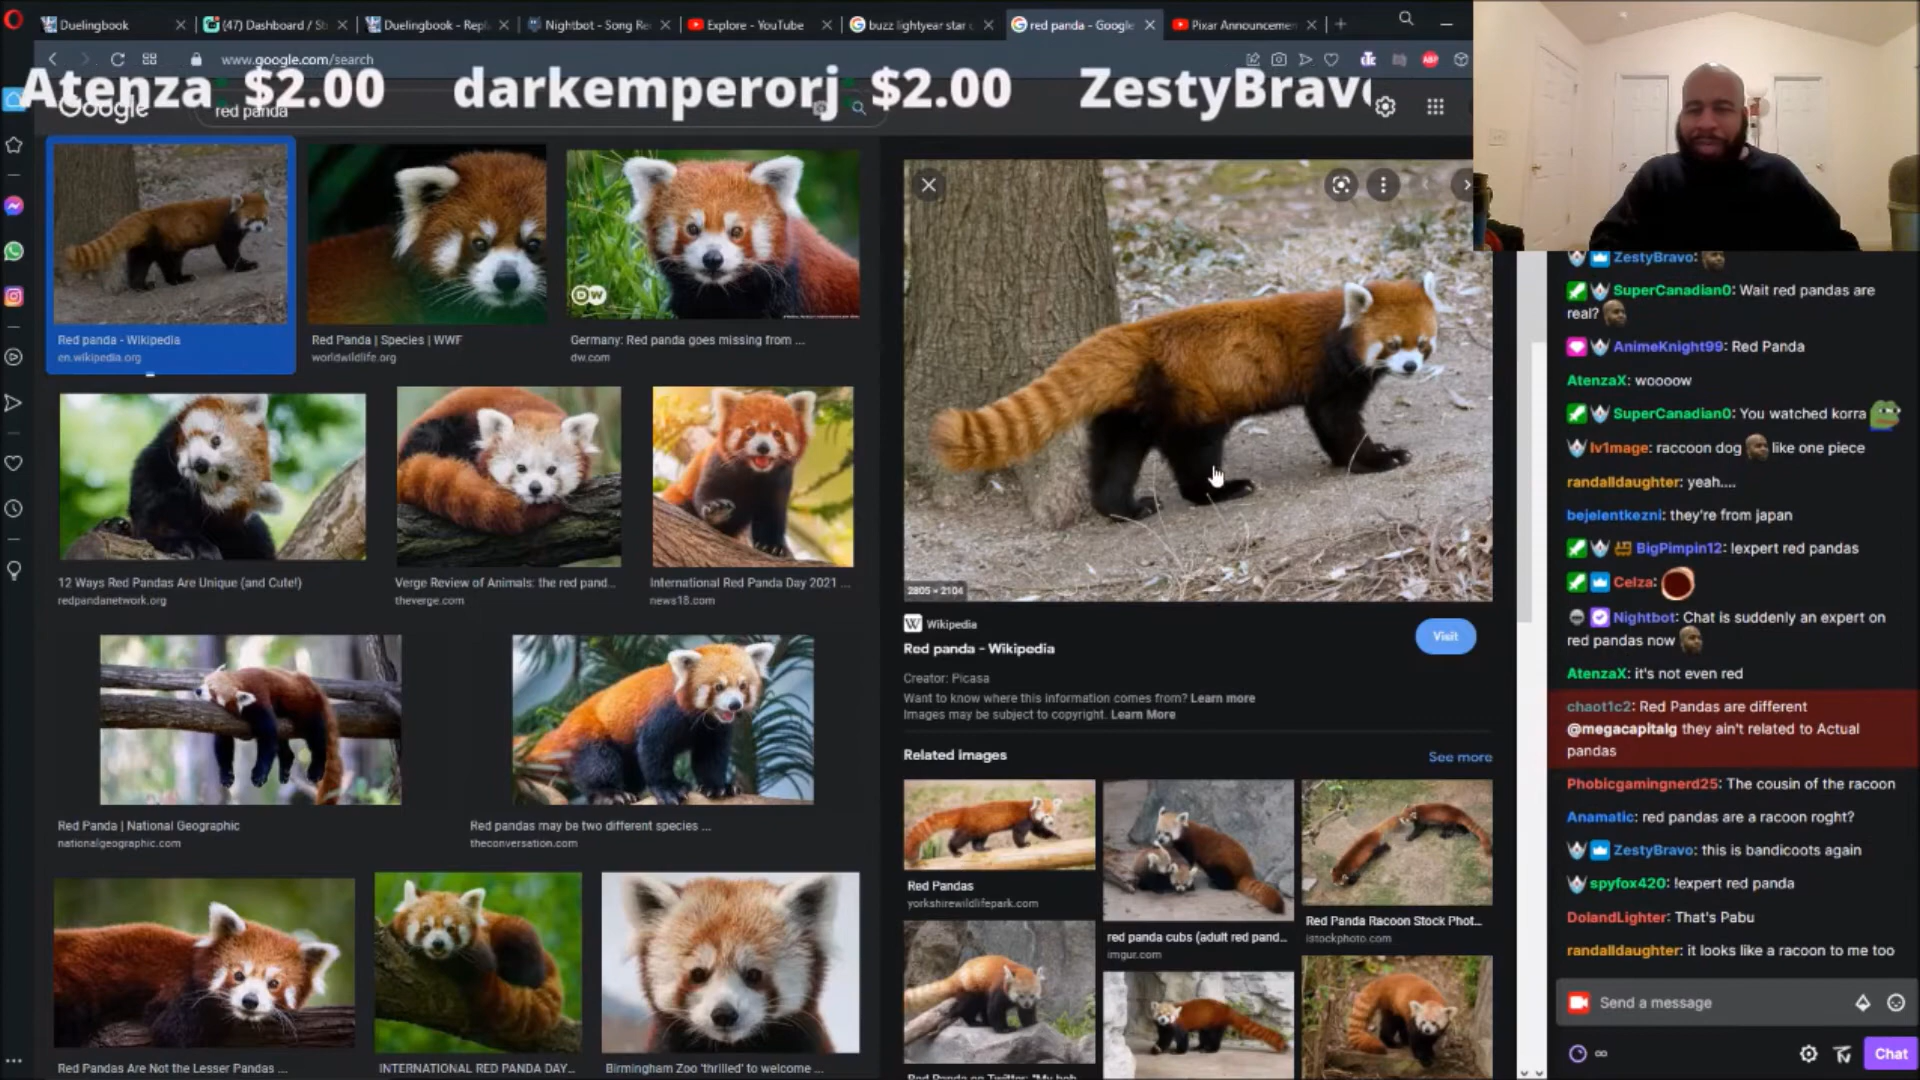 Duelingbook
(47) Dashboard / St
Duelingbook - Repl
Nightbot - Song Re
Explore - YouTube
buzz lightyear star c
red panda - Google
Pixar Announcemen
www.google.com/search
Atenza $2.00 darkemperorj $2.00 ZestyBravo
Google
red panda
Red panda - Wikipedia
en.wikipedia.org
Red Panda | Species | WWF
worldwildlife.org
DW
Germany: Red panda goes missing from ...
dw.com
12 Ways Red Pandas Are Unique (and Cute!)
redpandanetwork.org
Verge Review of Animals: the red pand...
theverge.com
International Red Panda Day 2021 ...
news18.com
Red Panda | National Geographic
nationalgeographic.com
Red pandas may be two different species ...
theconversation.com
Red Pandas Are Not the Lesser Pandas ...
INTERNATIONAL RED PANDA DAY...
Birmingham Zoo 'thrilled' to welcome ...
2805 × 2104
W Wikipedia
Red panda - Wikipedia
Visit
Creator: Picasa
Want to know where this information comes from? Learn more
Images may be subject to copyright. Learn More
Related images
See more
Red Pandas
yorkshirewildlifepark.com
red panda cubs (adult red pand...
imgur.com
Red Panda Racoon Stock Phot...
istockphoto.com
Red Panda on Twitter: "My bob
ABP
ZestyBravo:
SuperCanadian0: Wait red pandas are
real?
AnimeKnight99: Red Panda
AtenzaX: woooow
SuperCanadian0: You watched korra
lv1mage: raccoon dog like one piece
randalldaughter: yeah....
bejelentkezni: they're from japan
BigPimpin12: !expert red pandas
Celza:
Nightbot: Chat is suddenly an expert on
red pandas now
AtenzaX: it's not even red
chaot1c2: Red Pandas are different
@megacapitalg they ain't related to Actual
pandas
Phobicgamingnerd25: The cousin of the racoon
Anamatic: red pandas are a racoon roght?
ZestyBravo: this is bandicoots again
spyfox420: !expert red panda
DolandLighter: That's Pabu
randalldaughter: it looks like a racoon to me too
Send a message
Chat